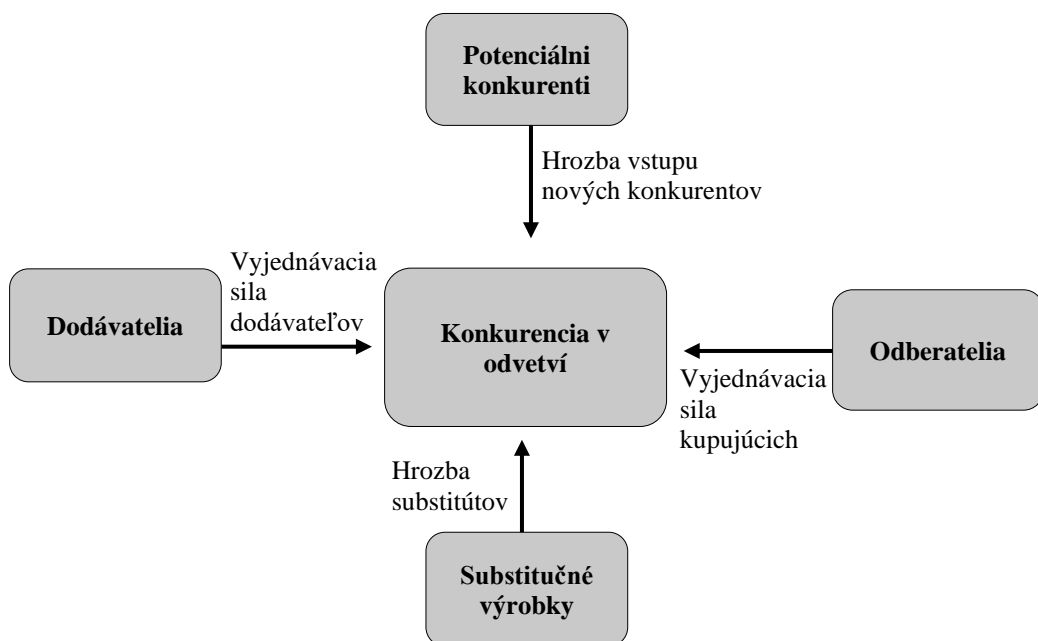 Potenciálni
konkurenti
Hrozba vstupu
nových konkurentov
Vyjednávacia
sila
dodávateľov
Dodávatelia
Konkurencia v
odvetví
Odberatelia
Vyjednávacia
sila
kupujúcich
Hrozba
substitútov
Substitučné
výrobky